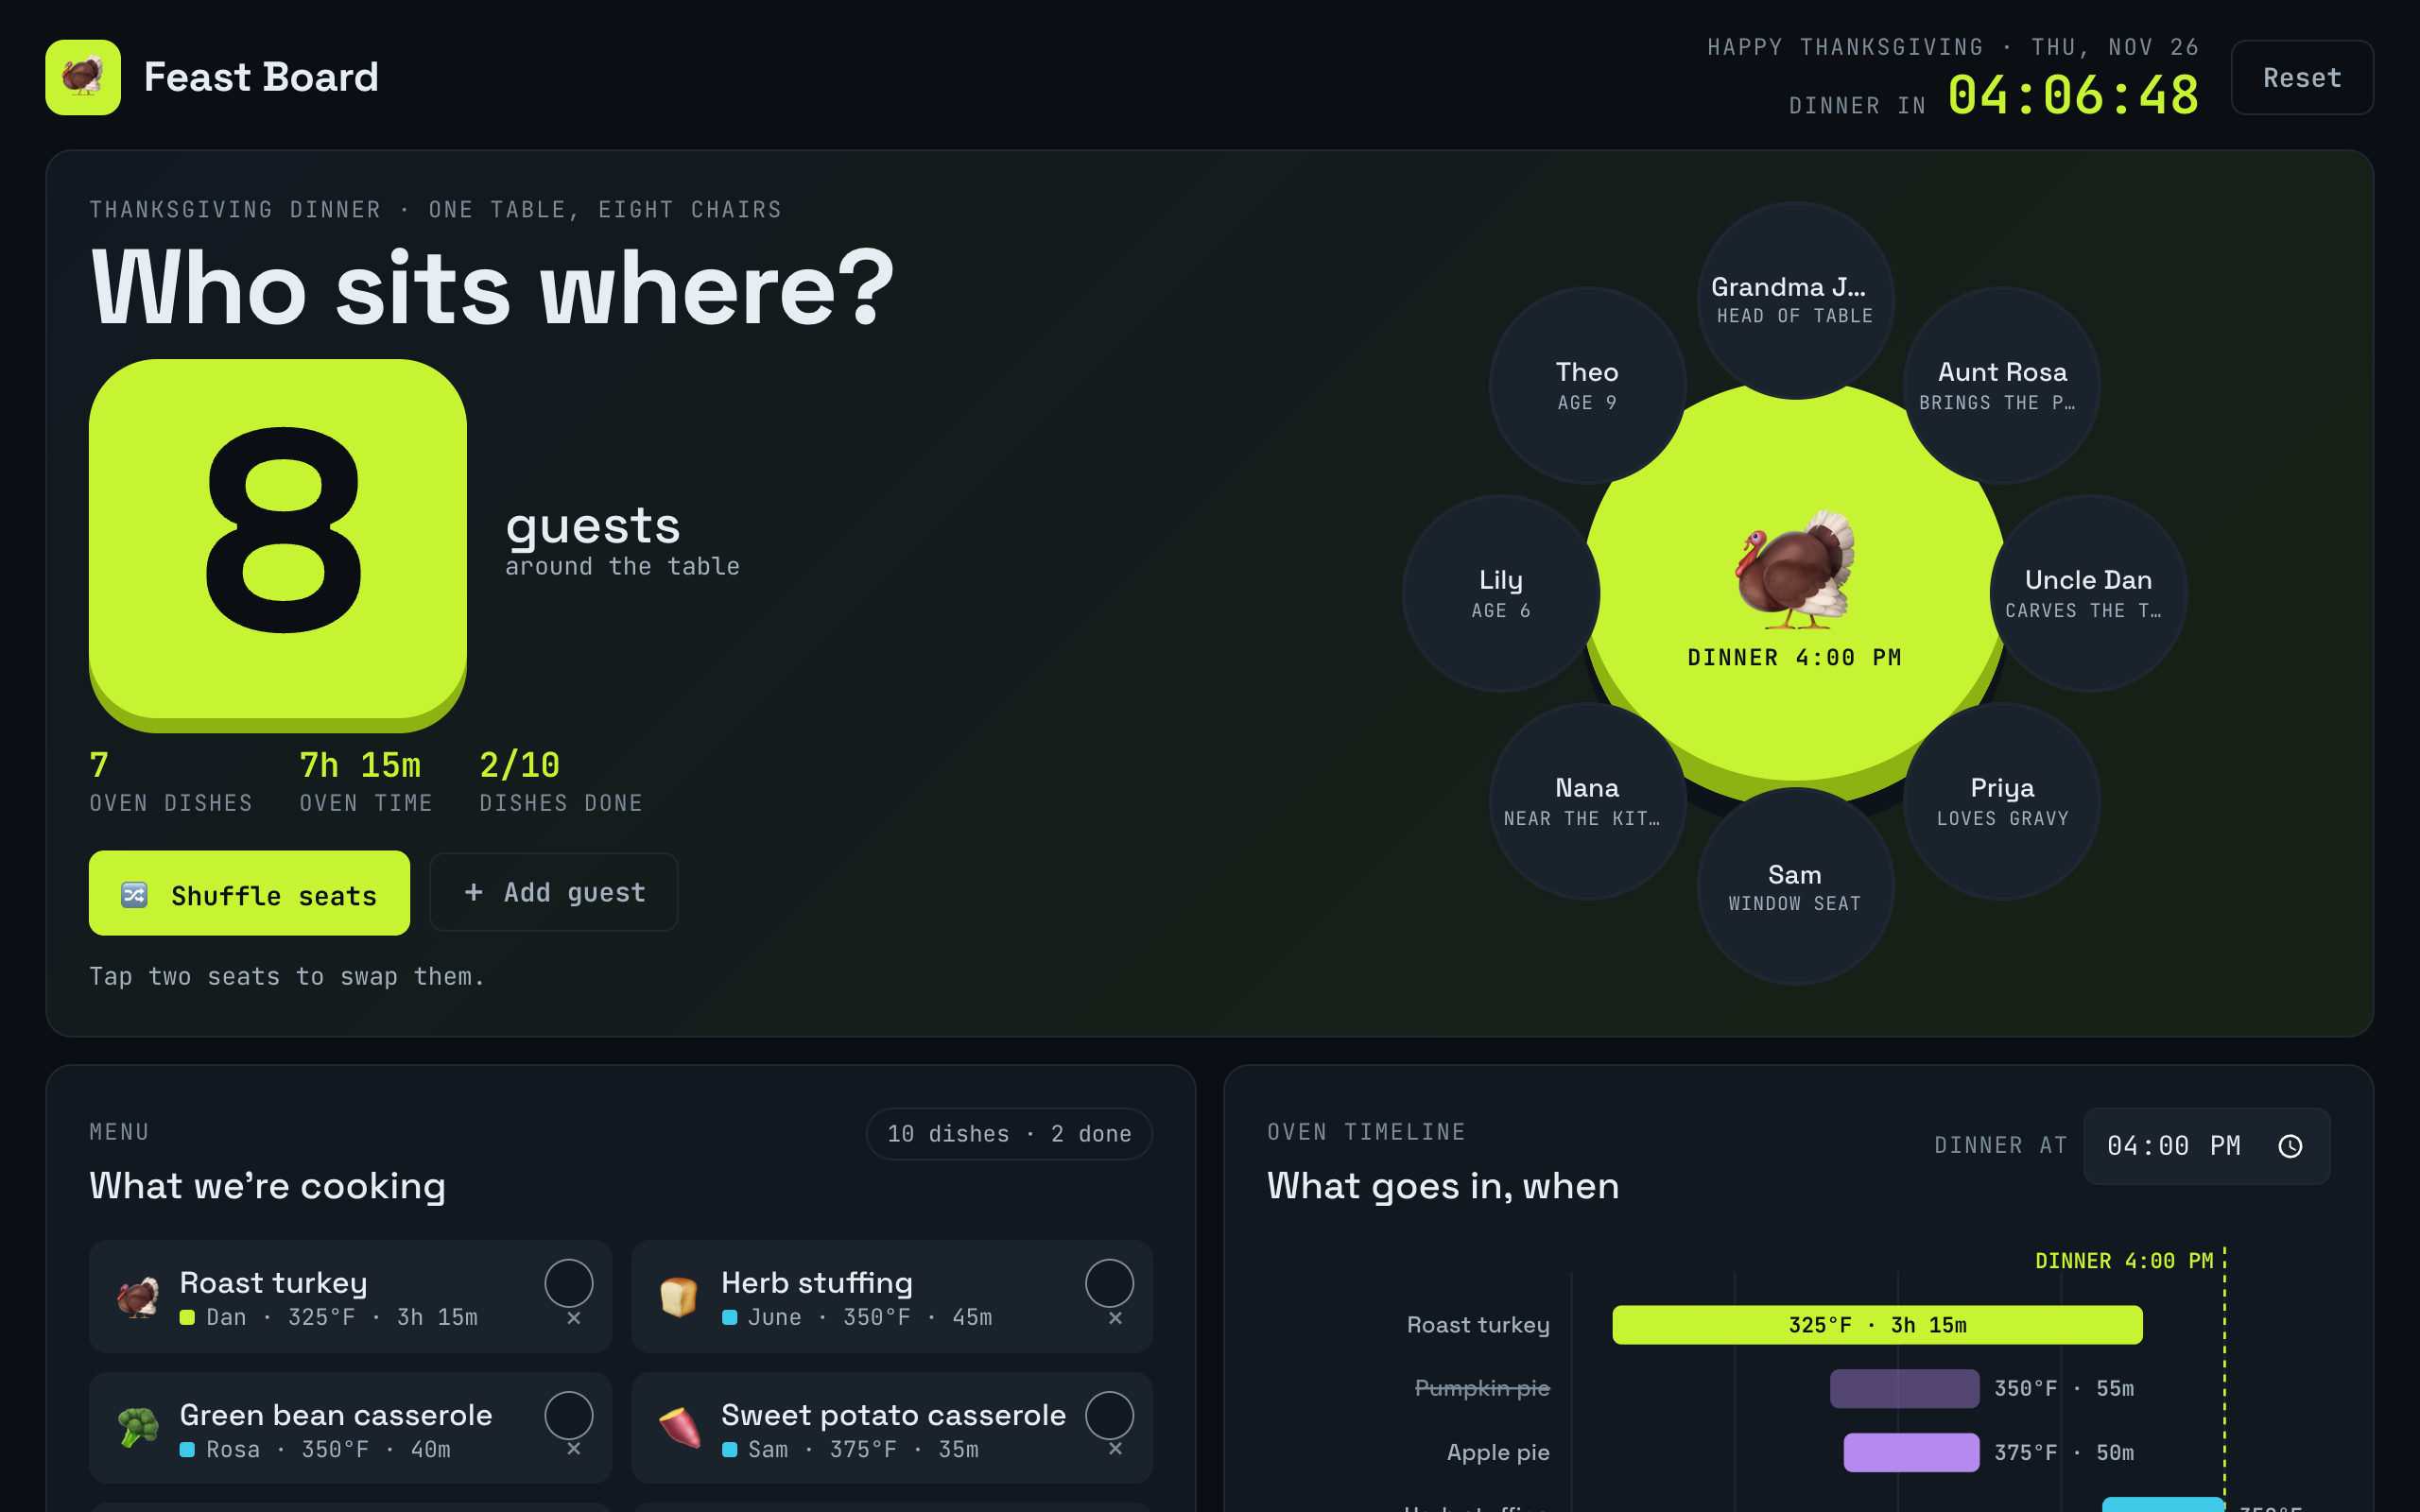 Feast Board
HAPPY THANKSGIVING · THU, NOV 26
DINNER IN 04:06:48
Reset
THANKSGIVING DINNER · ONE TABLE, EIGHT CHAIRS
Who sits where?
8
guests
around the table
7
OVEN DISHES
7h 15m
OVEN TIME
2/10
DISHES DONE
Shuffle seats
+ Add guest
Tap two seats to swap them.
Grandma J…
HEAD OF TABLE
Theo
AGE 9
Aunt Rosa
BRINGS THE P…
Lily
AGE 6
Uncle Dan
CARVES THE T…
DINNER 4:00 PM
Nana
NEAR THE KIT…
Priya
LOVES GRAVY
Sam
WINDOW SEAT
MENU
What we’re cooking
10 dishes · 2 done
Roast turkey
Dan · 325°F · 3h 15m
×
Herb stuffing
June · 350°F · 45m
×
Green bean casserole
Rosa · 350°F · 40m
×
Sweet potato casserole
Sam · 375°F · 35m
×
OVEN TIMELINE
What goes in, when
DINNER AT 04:00 PM
DINNER 4:00 PM
Roast turkey
325°F · 3h 15m
Pumpkin pie
350°F · 55m
Apple pie
375°F · 50m